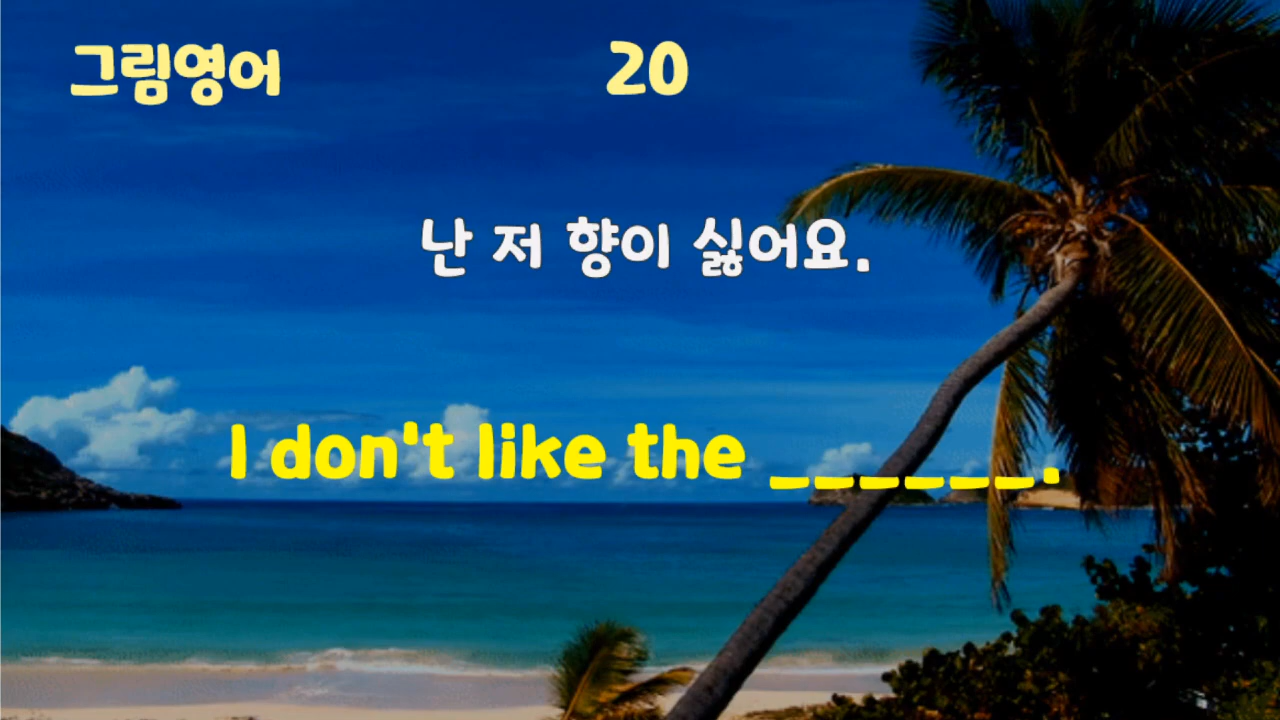 그림영어 20
난 저 향이 싫어요.
I don't like the ______.